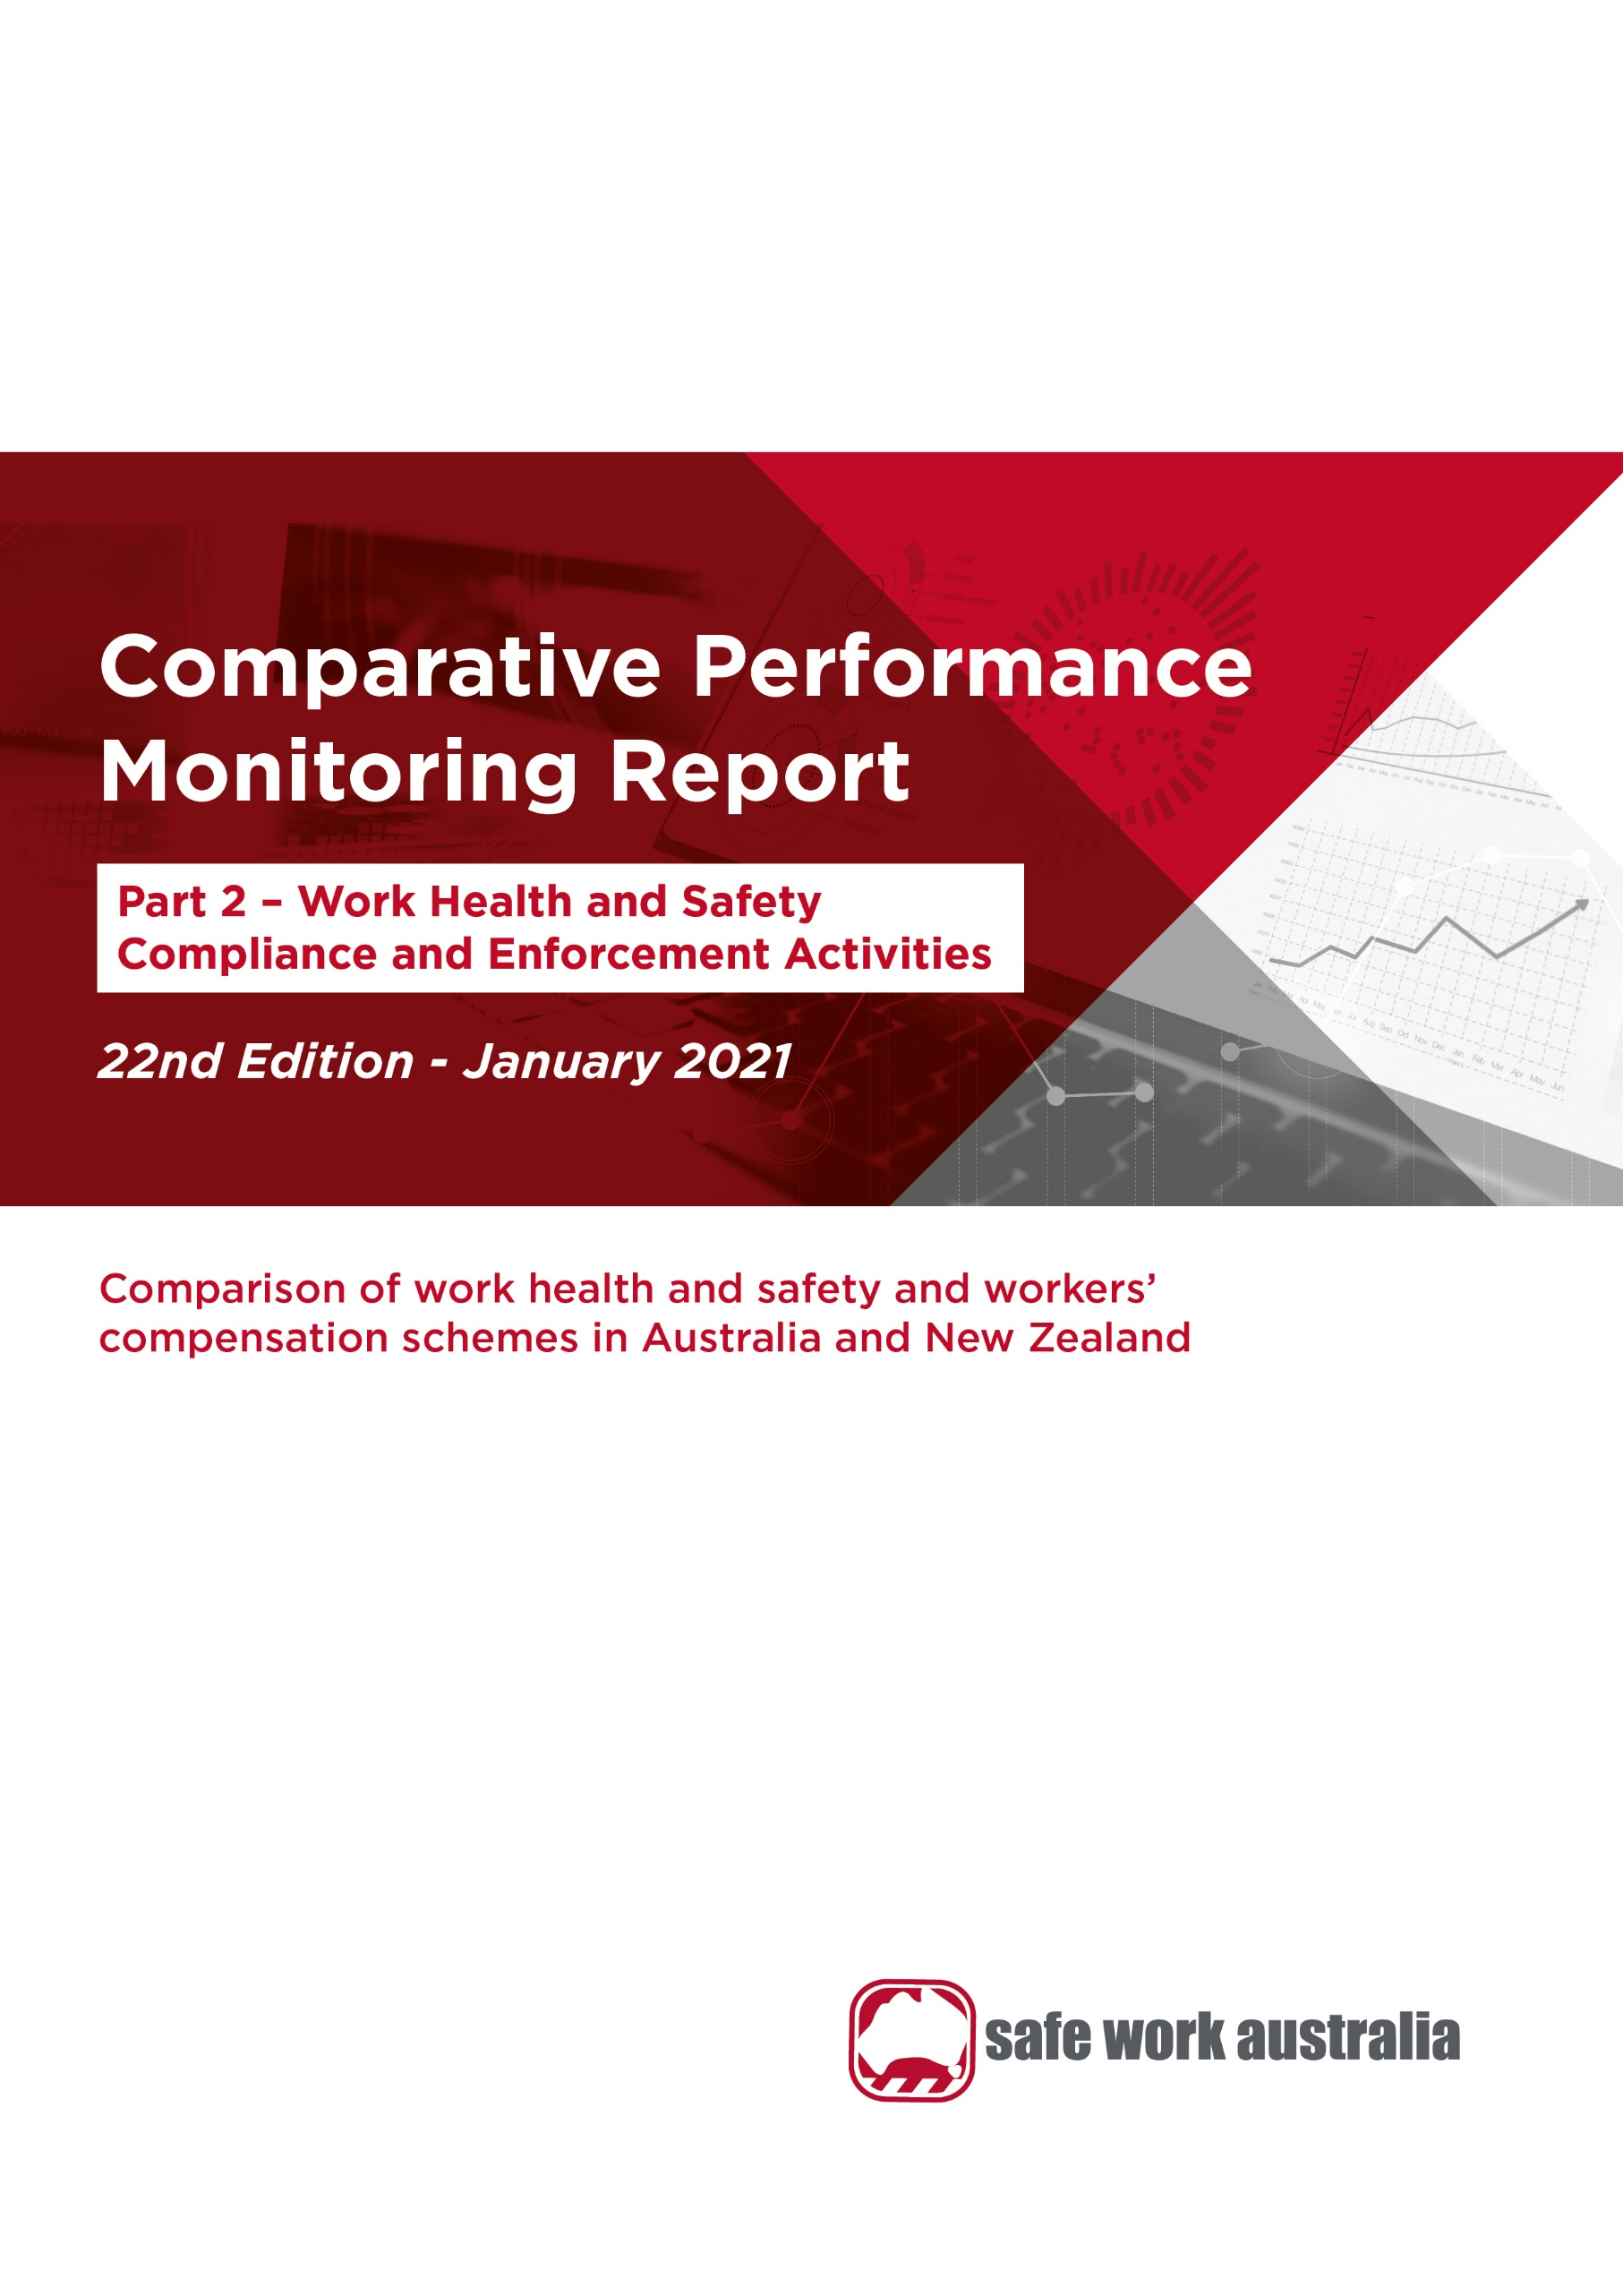 Comparative Performance
Monitoring Report
Part 2 – Work Health and Safety
Compliance and Enforcement Activities
22nd Edition - January 2021
Comparison of work health and safety and workers’
compensation schemes in Australia and New Zealand
safe work australia